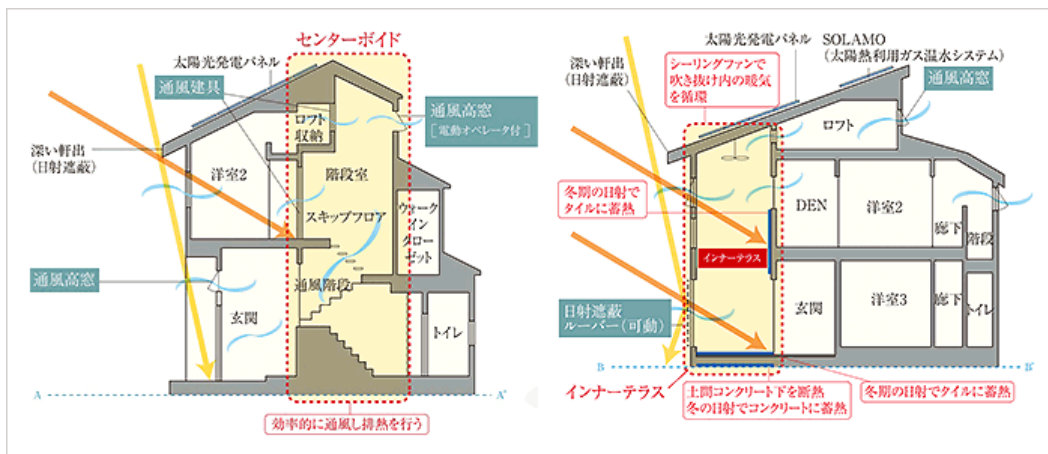 センターボイド
太陽光発電パネル
通風建具
通風高窓
[電動オペレータ付]
ロフト
収納
深い軒出
(日射遮蔽)
洋室2
階段室
スキップフロア
ウォーク
イン
クロー
ゼット
通風高窓
通風階段
玄関
トイレ
A
A'
効率的に通風し排熱を行う
太陽光発電パネル
SOLAMO
(太陽熱利用ガス温水システム)
深い軒出
(日射遮蔽)
シーリングファンで
吹き抜け内の暖気
を循環
通風高窓
ロフト
冬期の日射で
タイルに蓄熱
DEN
洋室2
廊下
階段
インナーテラス
日射遮蔽
ルーバー(可動)
玄関
洋室3
廊下
トイレ
B
B'
インナーテラス
土間コンクリート下を断熱
冬の日射でコンクリートに蓄熱
冬期の日射でタイルに蓄熱